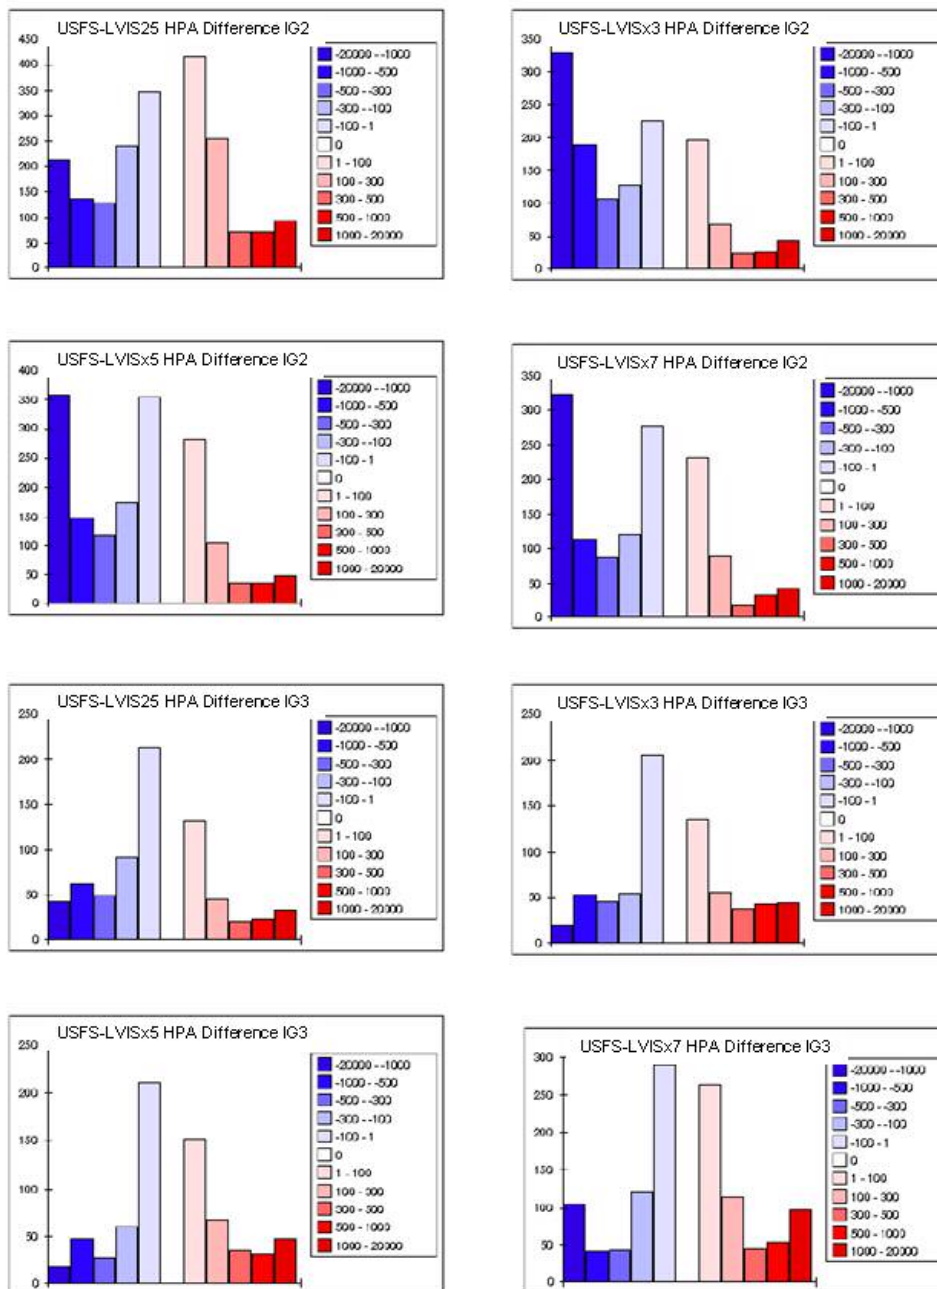 USFS-LVIS25 HPA Difference IG2
450
400
350
300
250
200
150
100
50
0
-20000 --1000
-1000 --500
-500 --300
-300 --100
-100 - 1
0
1 - 100
100 - 300
300 - 500
500 - 1000
1000 - 20000
USFS-LVISx3 HPA Difference IG2
350
300
250
200
150
100
50
0
-20000 --1000
-1000 --500
-500 --300
-300 --100
-100 - 1
0
1 - 100
100 - 300
300 - 500
500 - 1000
1000 - 20000
USFS-LVISx5 HPA Difference IG2
400
350
300
250
200
150
100
50
0
-20000 --1000
-1000 --500
-500 --300
-300 --100
-100 - 1
0
1 - 100
100 - 300
300 - 500
500 - 1000
1000 - 20000
USFS-LVISx7 HPA Difference IG2
350
300
250
200
150
100
50
0
-20000 --1000
-1000 --500
-500 --300
-300 --100
-100 - 1
0
1 - 100
100 - 300
300 - 500
500 - 1000
1000 - 20000
USFS-LVIS25 HPA Difference IG3
250
200
150
100
50
0
-20000 --1000
-1000 --500
-500 --300
-300 --100
-100 - 1
0
1 - 100
100 - 300
300 - 500
500 - 1000
1000 - 20000
USFS-LVISx3 HPA Difference IG3
250
200
150
100
50
0
-20000 --1000
-1000 --500
-500 --300
-300 --100
-100 - 1
0
1 - 100
100 - 300
300 - 500
500 - 1000
1000 - 20000
USFS-LVISx5 HPA Difference IG3
250
200
150
100
50
0
-20000 --1000
-1000 --500
-500 --300
-300 --100
-100 - 1
0
1 - 100
100 - 300
300 - 500
500 - 1000
1000 - 20000
USFS-LVISx7 HPA Difference IG3
300
250
200
150
100
50
0
-20000 --1000
-1000 --500
-500 --300
-300 --100
-100 - 1
0
1 - 100
100 - 300
300 - 500
500 - 1000
1000 - 20000